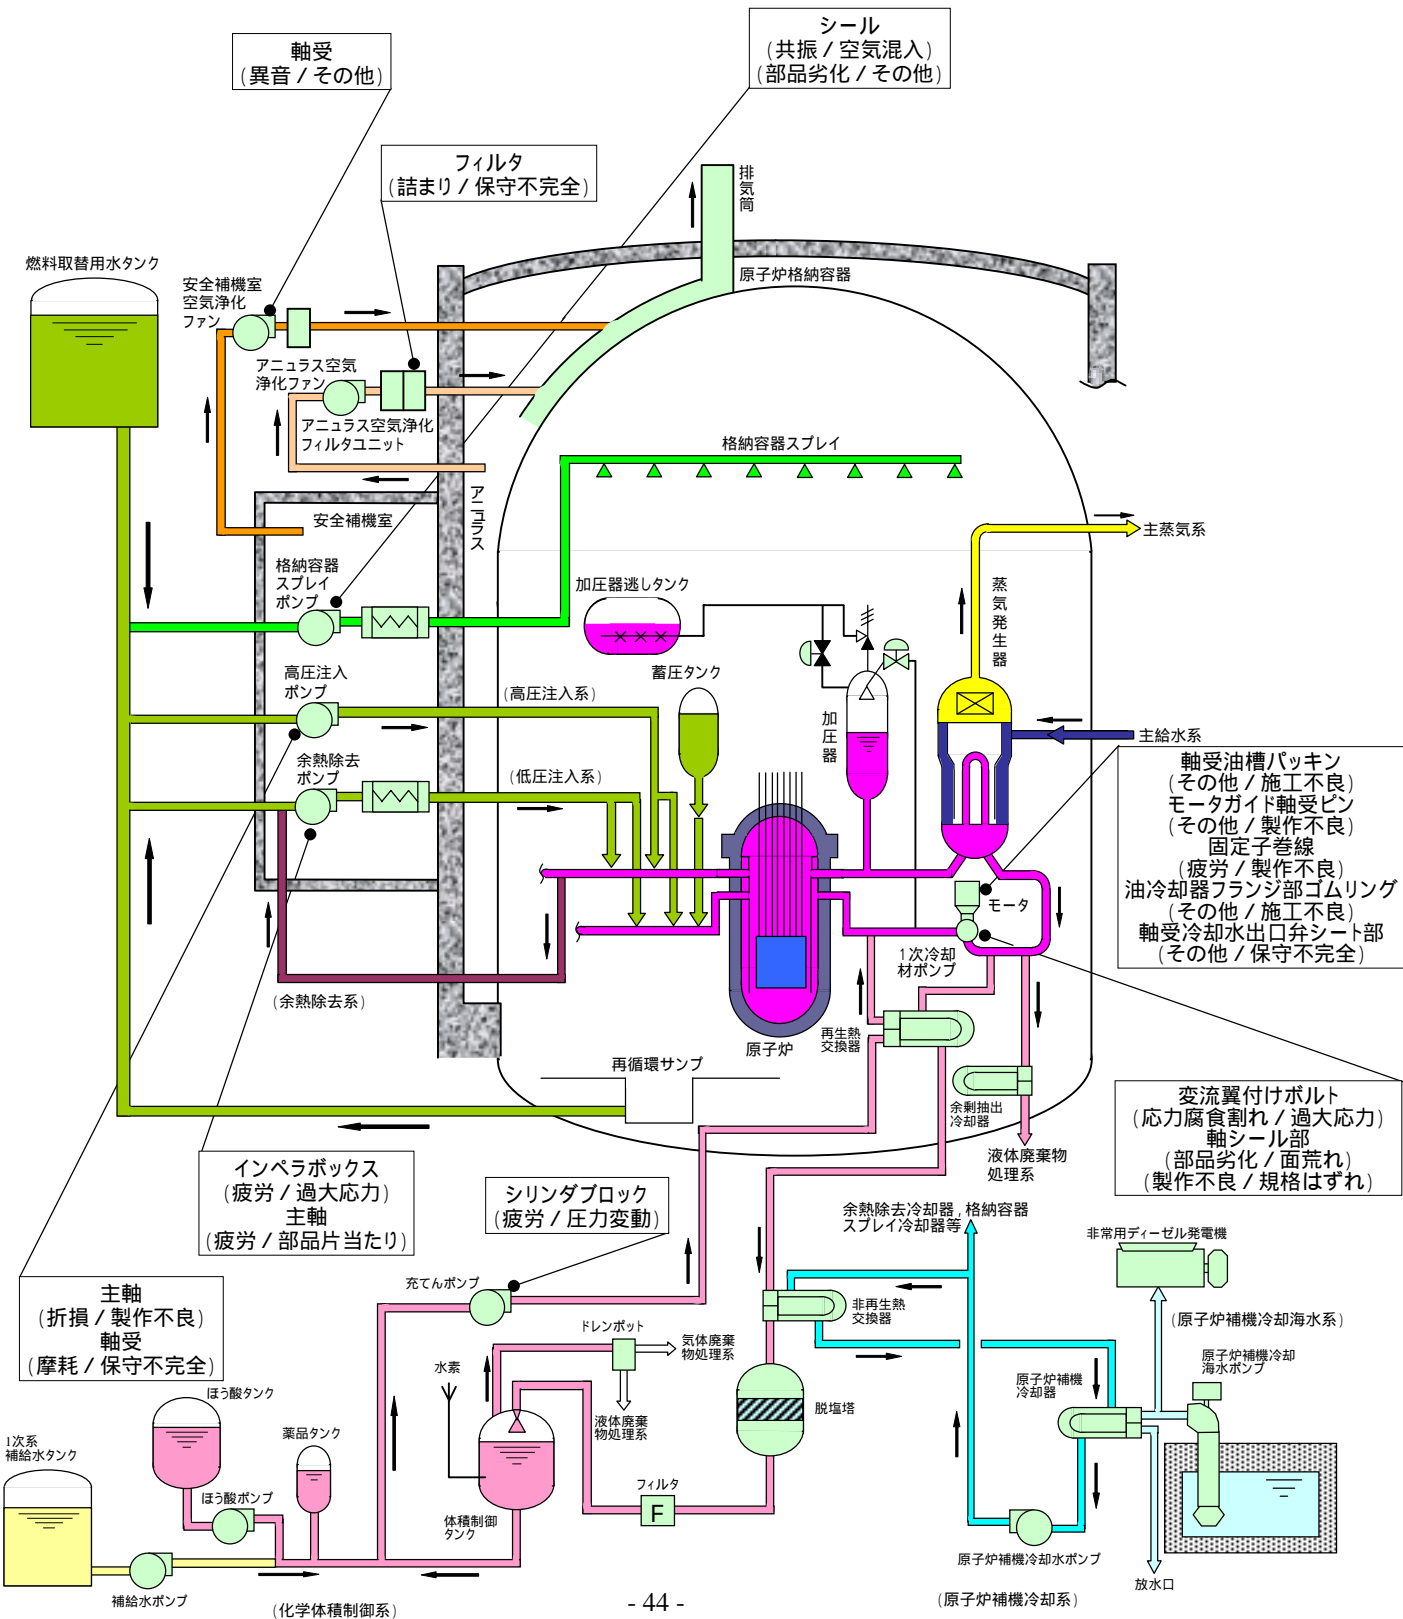 シール
(共振/空気混入)
(部品劣化/その他)
軸受
(異音/その他)
フィルタ
(詰まり/保守不完全)
排気筒
燃料取替用水タンク
安全補機室
空気浄化
ファン
原子炉格納容器
アニュラス空気
浄化ファン
アニュラス空気浄化
フィルタユニット
格納容器スプレイ
アニュラス
安全補機室
主蒸気系
格納容器
スプレイ
ポンプ
加圧器逃しタンク
蒸気発生器
高圧注入
ポンプ
(高圧注入系)
蓄圧タンク
加圧器
主給水系
余熱除去
ポンプ
(低圧注入系)
軸受油槽パッキン
(その他/施工不良)
モータガイド軸受ピン
(その他/製作不良)
固定子巻線
(疲労/製作不良)
油冷却器フランジ部ゴムリング
(その他/施工不良)
軸受冷却水出口弁シート部
(その他/保守不完全)
モータ
1次冷却
材ポンプ
(余熱除去系)
原子炉
再生熱
交換器
再循環サンプ
余剰抽出
冷却器
変流翼付けボルト
(応力腐食割れ/過大応力)
軸シール部
(部品劣化/面荒れ)
(製作不良/規格はずれ)
液体廃棄物
処理系
インペラボックス
(疲労/過大応力)
主軸
(疲労/部品片当たり)
シリンダブロック
(疲労/圧力変動)
余熱除去冷却器,格納容器
スプレイ冷却器等
非常用ディーゼル発電機
主軸
(折損/製作不良)
軸受
(摩耗/保守不完全)
充てんポンプ
非再生熱
交換器
(原子炉補機冷却海水系)
ドレンポット
気体廃棄
物処理系
水素
原子炉補機冷却
海水ポンプ
原子炉補機
冷却器
ほう酸タンク
薬品タンク
液体廃棄
物処理系
脱塩塔
1次系
補給水タンク
フィルタ
F
ほう酸ポンプ
体積制御
タンク
原子炉補機冷却水ポンプ
放水口
補給水ポンプ
(化学体積制御系)
- 44 -
(原子炉補機冷却系)